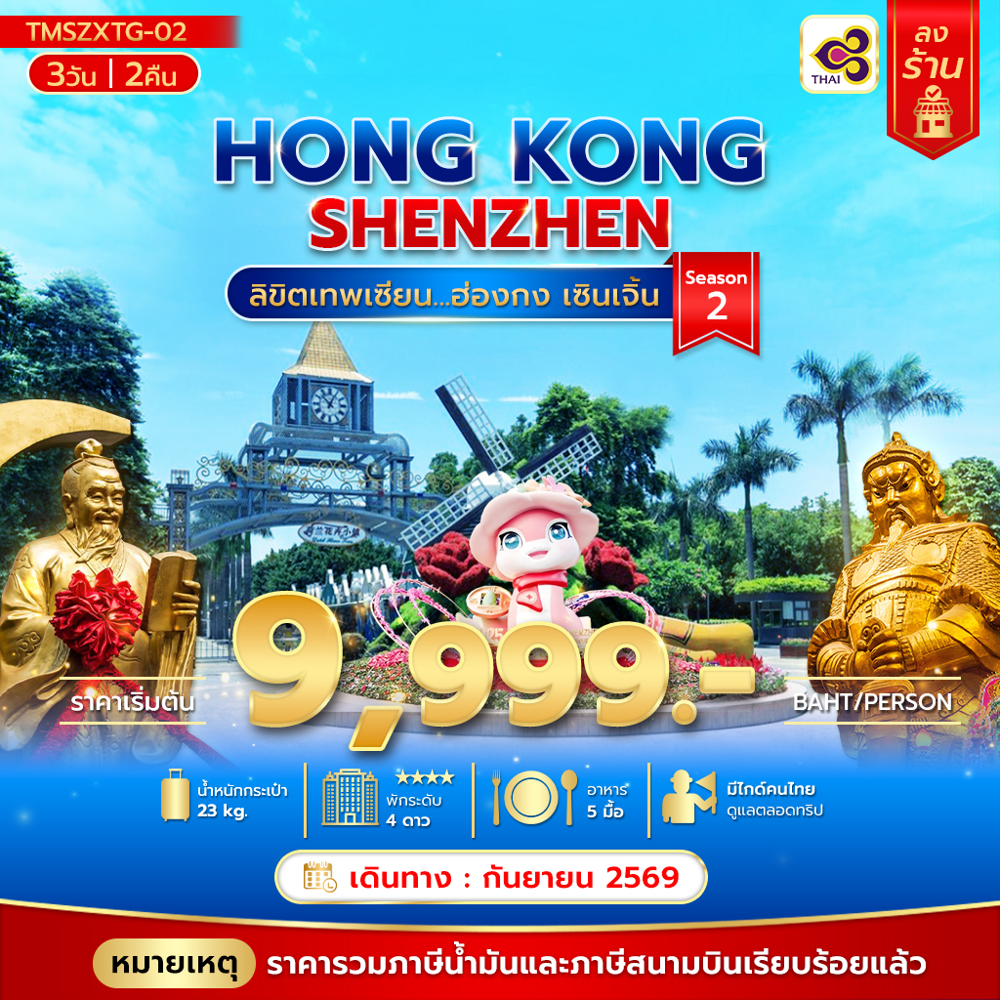 TMSZXTG-02
3วัน | 2คืน
THAI
ลง
ร้าน
HONG KONG
SHENZHEN
ลิขิตเทพเซียน...ฮ่องกง เซินเจิ้น
Season
2
ราคาเริ่มต้น
9,999.-
BAHT/PERSON
น้ำหนักกระเป๋า
23 kg.
พักระดับ
4 ดาว
อาหาร
5 มื้อ
มีไกด์คนไทย
ดูแลตลอดทริป
เดินทาง : กันยายน 2569
หมายเหตุ ราคารวมภาษีน้ำมันและภาษีสนามบินเรียบร้อยแล้ว